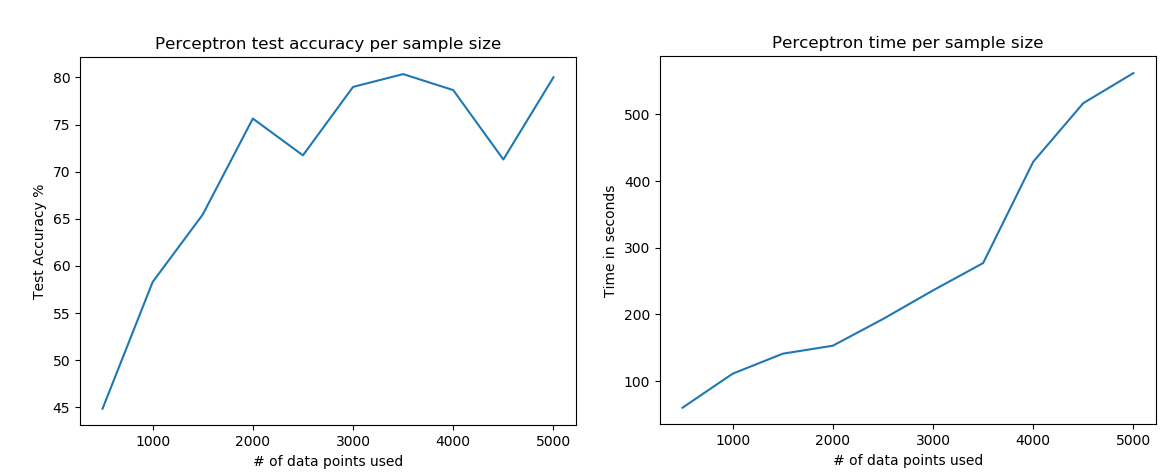 Perceptron test accuracy per sample size
Test Accuracy %
80
75
70
65
60
55
50
45
1000 2000 3000 4000 5000
# of data points used
Perceptron time per sample size
Time in seconds
500
400
300
200
100
1000 2000 3000 4000 5000
# of data points used